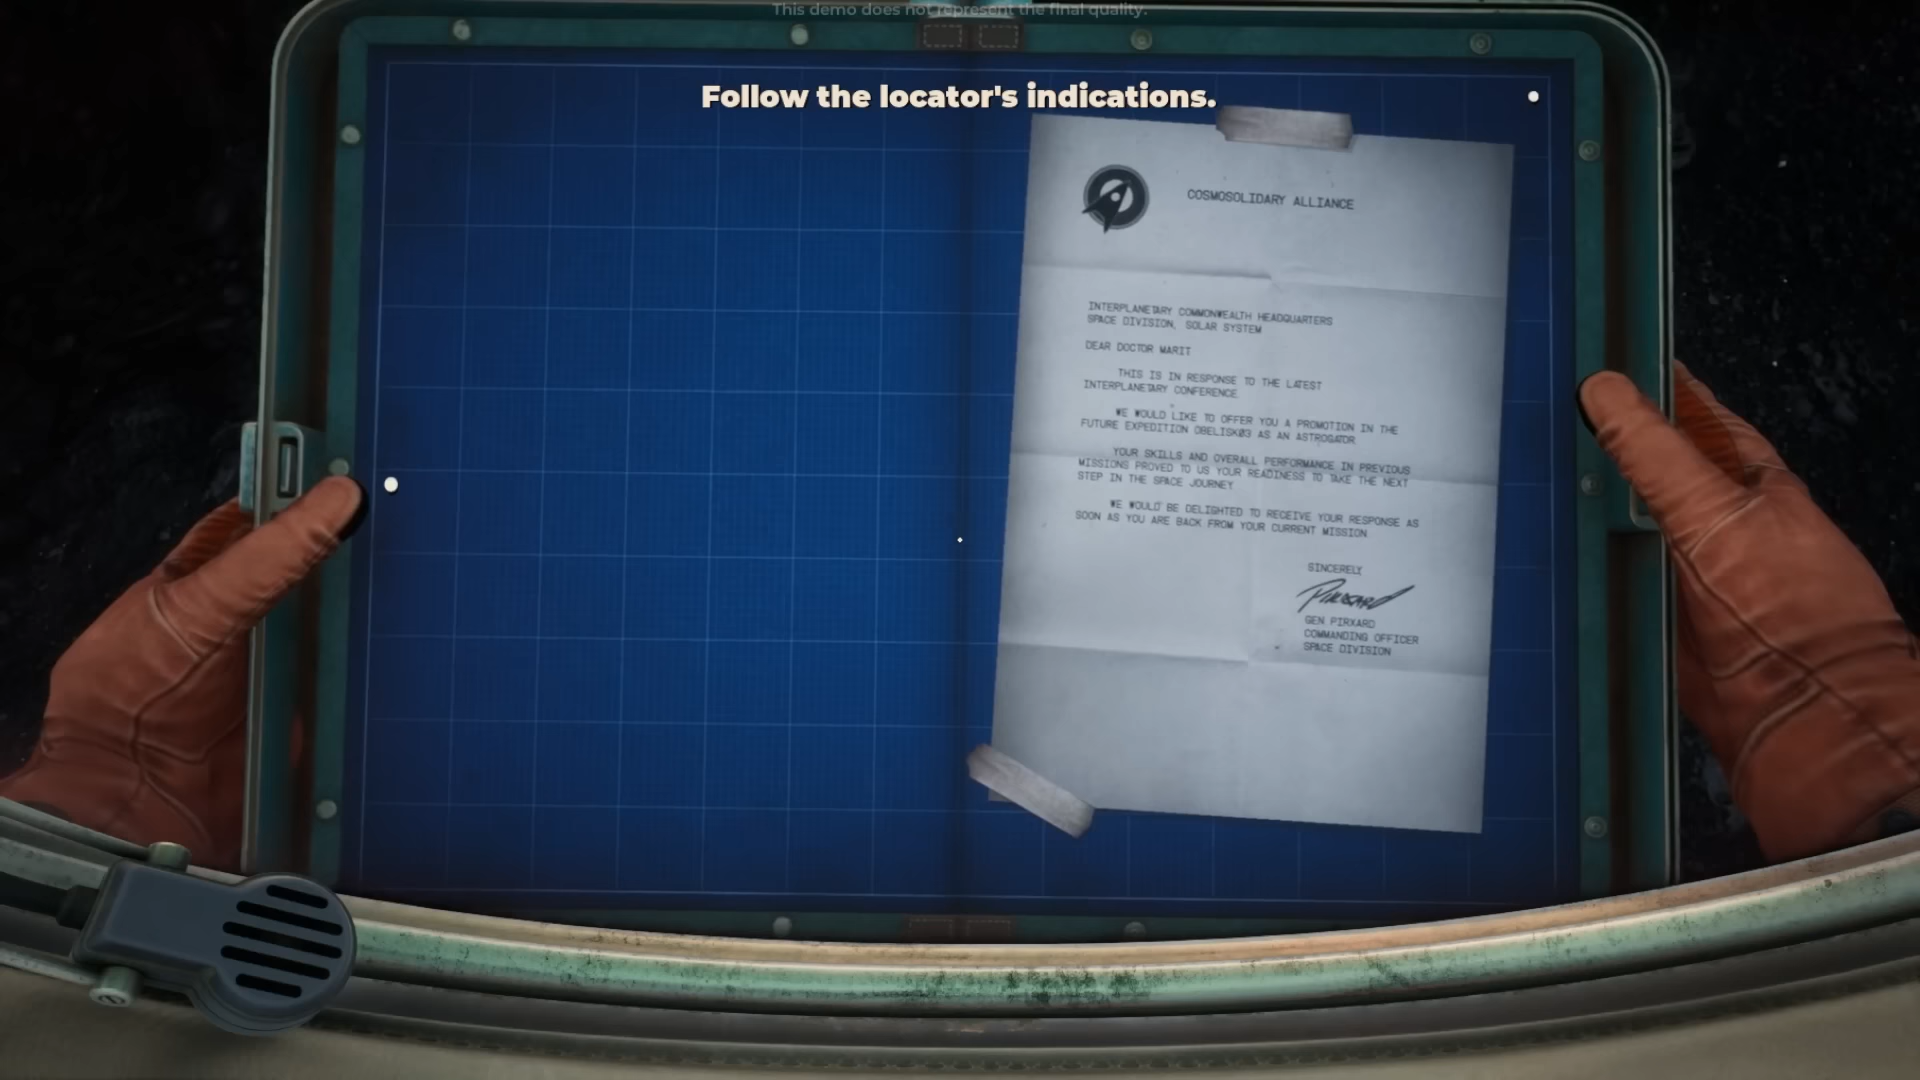 This demo does not represent the final quality.
Follow the locator's indications.
COSMOSOLIDARY ALLIANCE
INTERPLANETARY COMMONWEALTH HEADQUARTERS
SPACE DIVISION, SOLAR SYSTEM
DEAR DOCTOR MARIT
THIS IS IN RESPONSE TO THE LATEST
INTERPLANETARY CONFERENCE.
WE WOULD LIKE TO OFFER YOU A PROMOTION IN THE
FUTURE EXPEDITION OBELISK03 AS AN ASTROGATOR.
YOUR SKILLS AND OVERALL PERFORMANCE IN PREVIOUS
MISSIONS PROVED TO US YOUR READINESS TO TAKE THE NEXT
STEP IN THE SPACE JOURNEY.
WE WOULD BE DELIGHTED TO RECEIVE YOUR RESPONSE AS
SOON AS YOU ARE BACK FROM YOUR CURRENT MISSION.
SINCERELY,
PIRXARD
GEN PIRXARD
COMMANDING OFFICER
SPACE DIVISION